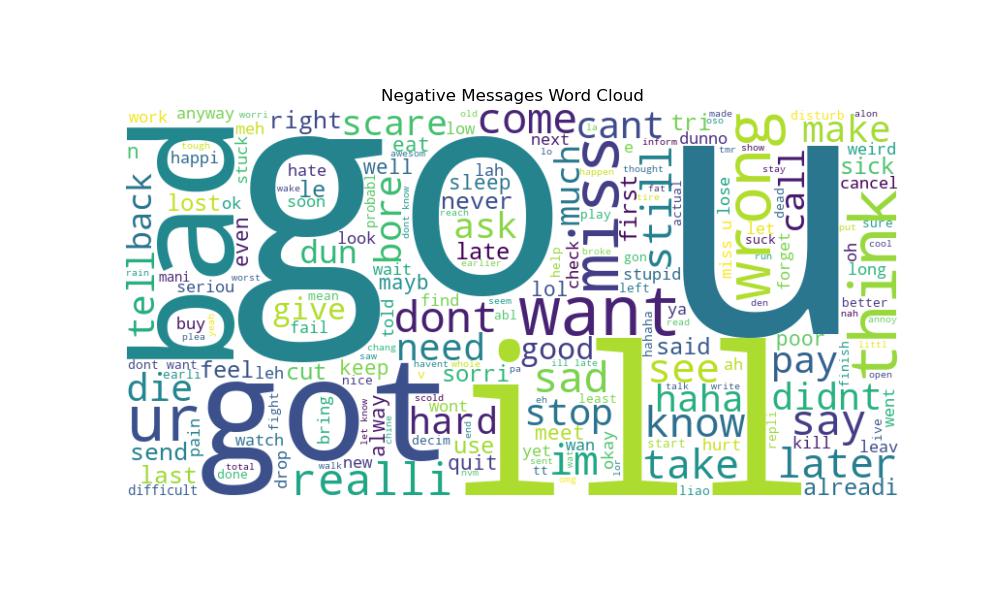 Negative Messages Word Cloud
work anyway worri meh right scare low old come next cant la tri oso made dunno disturb make alon
n tough happi stuck hate le wake soon well eat awesom lah sleep never reach ask late earlier lo much happen miss e thought first inform still u tmr show wrong stay call dead weird sick cancel
tellback bad lost ok even go dun look probabl bore dont know wait mayb lol help check play fat tire gon broke stupid left actual miss u lose let suck run forget den put sure cool think oh long
rain mani seriou worst mean give fail told find abl seem dont want hahaha ya read said better nah annoy
buy yeah plea need good poor littl
dont want earli feel leh cut chang saw keep nice havent v whole sorri pa ill late sad least see ah pay finish open
die ur got fight bring let know chine alway scold wont hard decim end use eh stop meet ill talk write haha know start hurt repli didnt say went kill ive leav
send pain watch drop total done last walk new quit nvm yet tt sent wan im wat omg okay lor take liao later
difficult realli alreadi